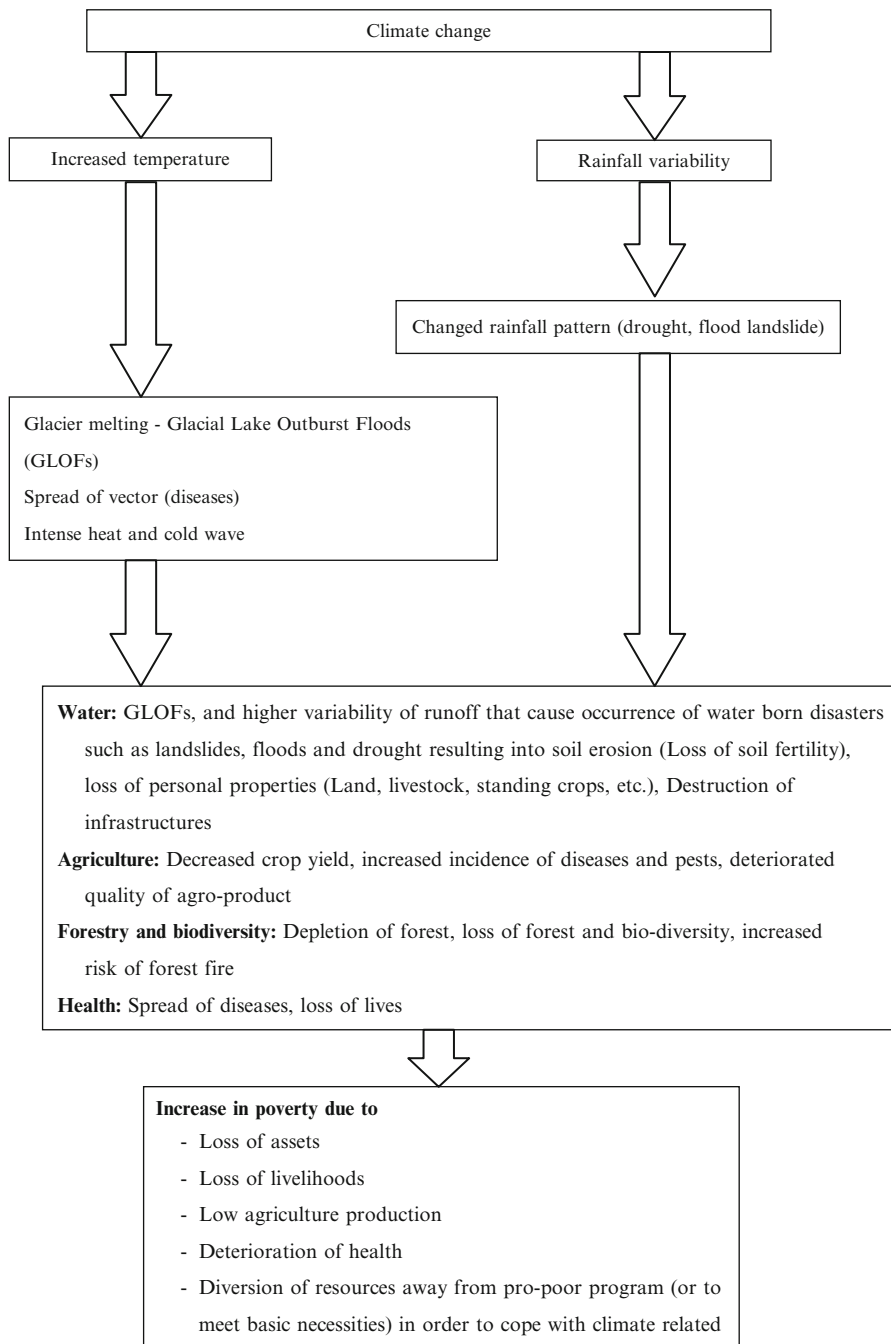 Climate change
Increased temperature
Rainfall variability
Changed rainfall pattern (drought, flood landslide)
Glacier melting - Glacial Lake Outburst Floods
(GLOFs)
Spread of vector (diseases)
Intense heat and cold wave
Water: GLOFs, and higher variability of runoff that cause occurrence of water born disasters
such as landslides, floods and drought resulting into soil erosion (Loss of soil fertility),
loss of personal properties (Land, livestock, standing crops, etc.), Destruction of
infrastructures
Agriculture: Decreased crop yield, increased incidence of diseases and pests, deteriorated
quality of agro-product
Forestry and biodiversity: Depletion of forest, loss of forest and bio-diversity, increased
risk of forest fire
Health: Spread of diseases, loss of lives
Increase in poverty due to
- Loss of assets
- Loss of livelihoods
- Low agriculture production
- Deterioration of health
- Diversion of resources away from pro-poor program (or to
meet basic necessities) in order to cope with climate related